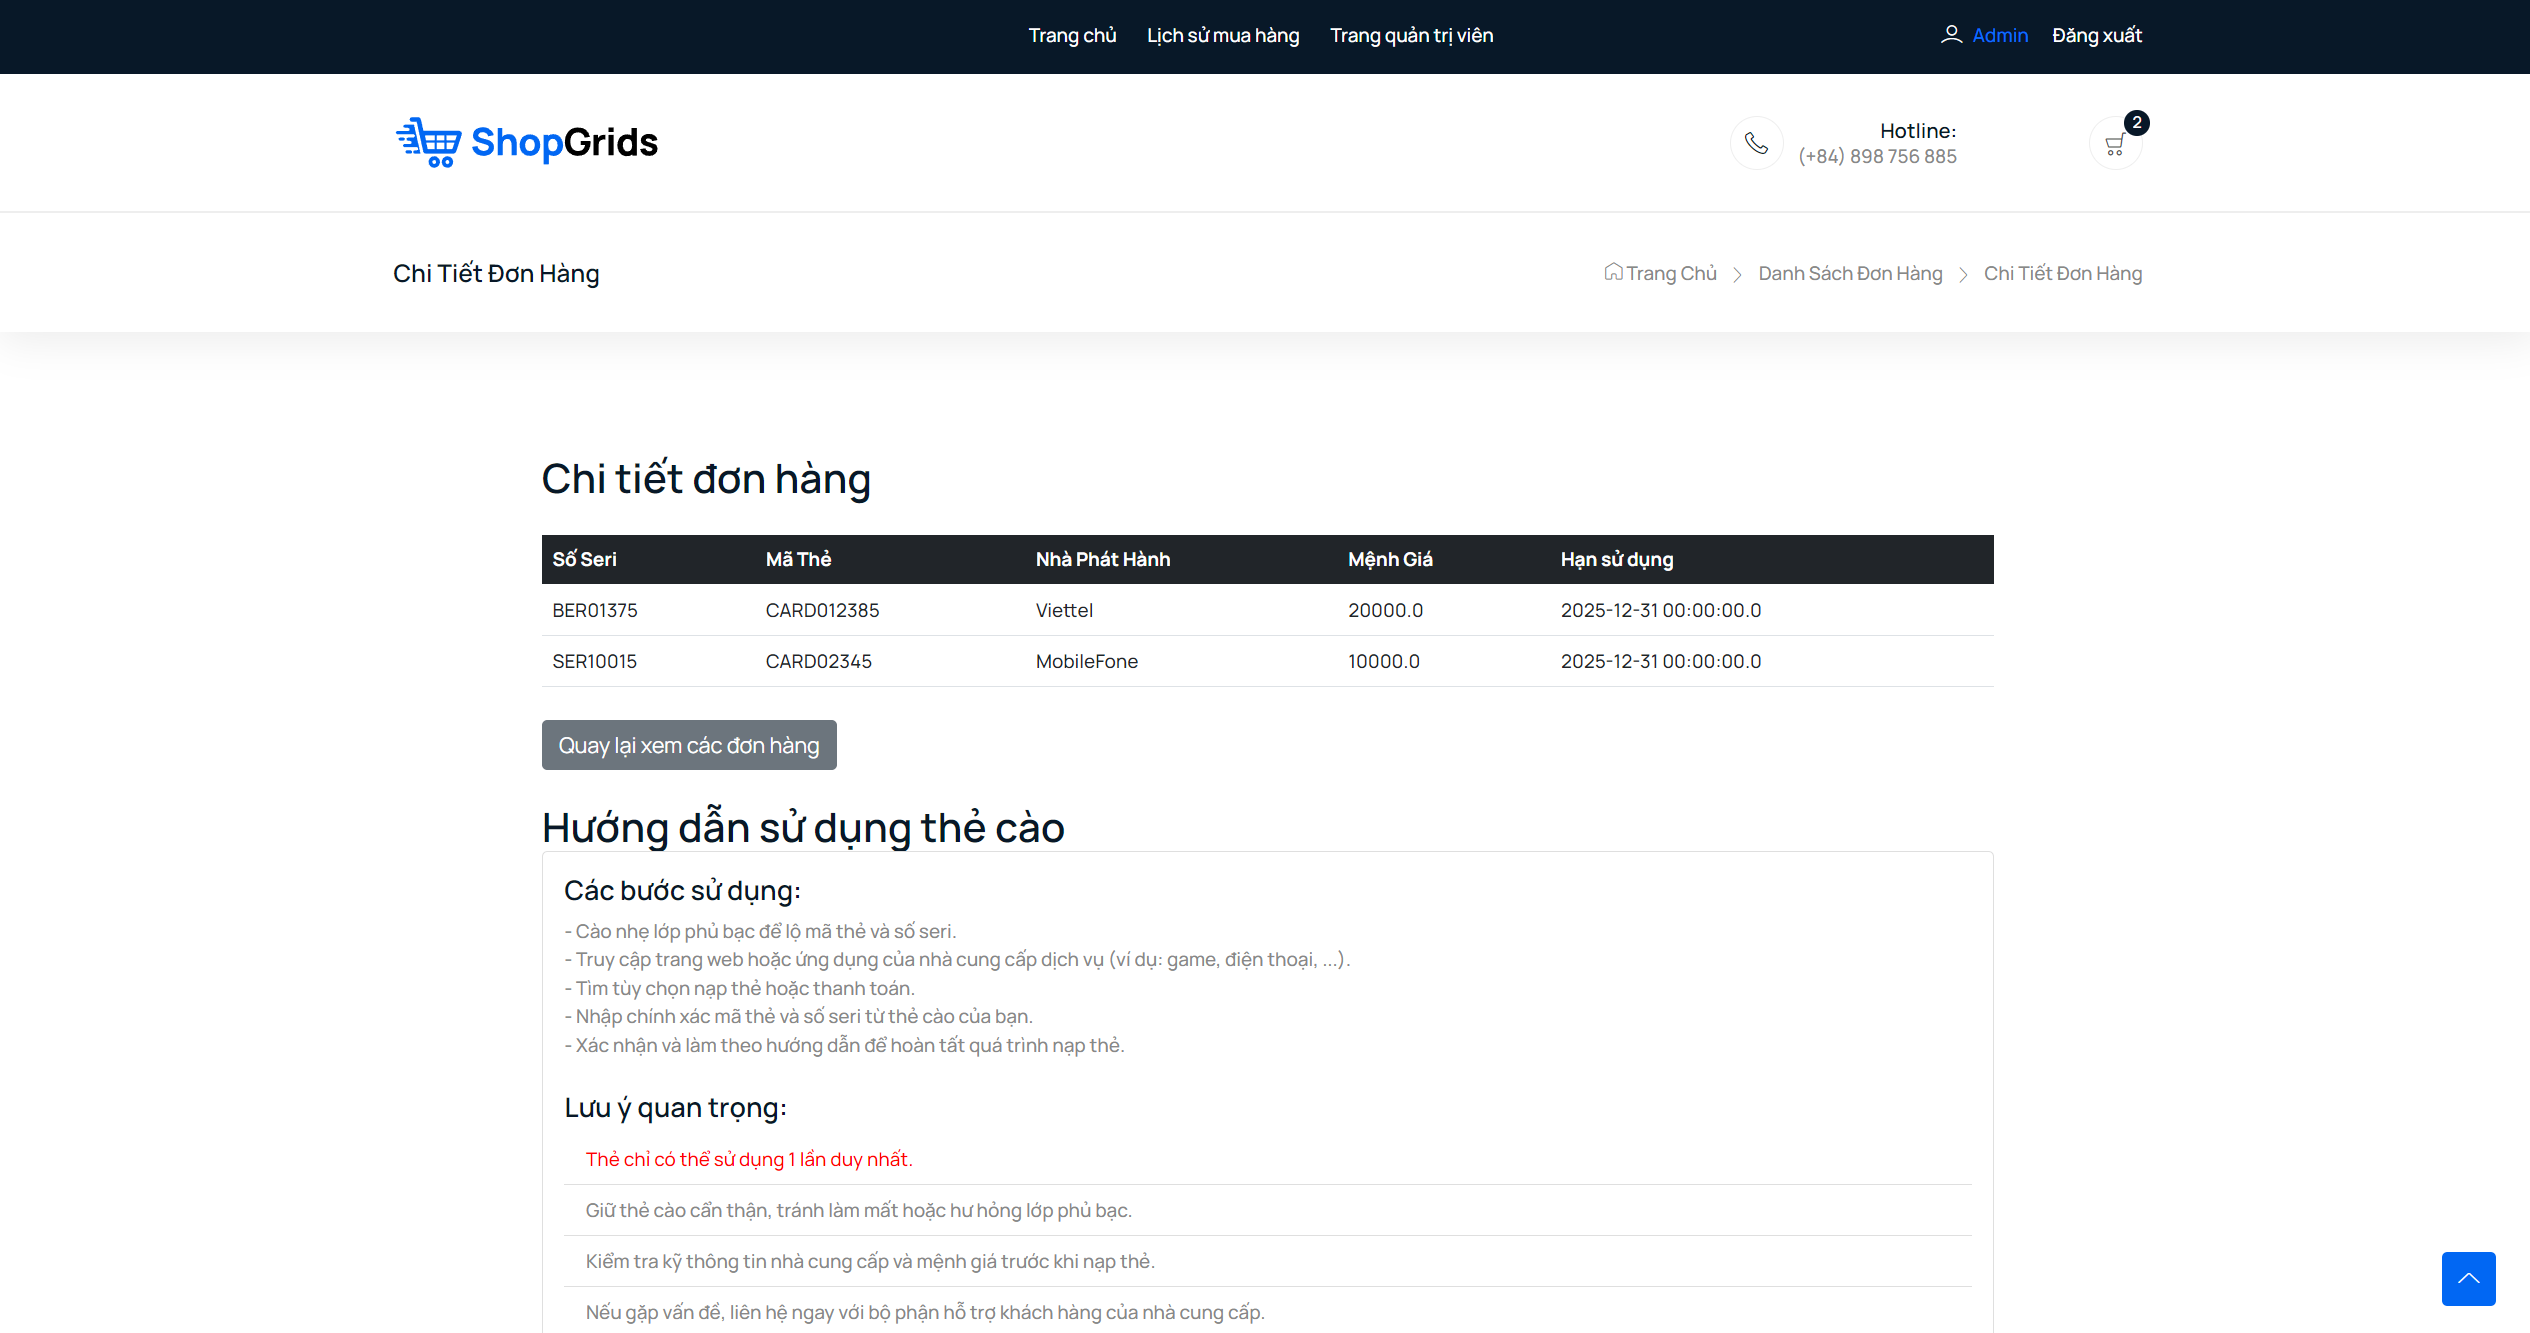 Trang chủ Lịch sử mua hàng Trang quản trị viên Admin Đăng xuất
ShopGrids
Hotline:
(+84) 898 756 885
2
Chi Tiết Đơn Hàng
Trang Chủ Danh Sách Đơn Hàng Chi Tiết Đơn Hàng
Chi tiết đơn hàng
Số Seri Mã Thẻ Nhà Phát Hành Mệnh Giá Hạn sử dụng
BER01375 CARD012385 Viettel 20000.0 2025-12-31 00:00:00.0
SER10015 CARD02345 MobileFone 10000.0 2025-12-31 00:00:00.0
Quay lại xem các đơn hàng
Hướng dẫn sử dụng thẻ cào
Các bước sử dụng:
- Cào nhẹ lớp phủ bạc để lộ mã thẻ và số seri.
- Truy cập trang web hoặc ứng dụng của nhà cung cấp dịch vụ (ví dụ: game, điện thoại, ...).
- Tìm tùy chọn nạp thẻ hoặc thanh toán.
- Nhập chính xác mã thẻ và số seri từ thẻ cào của bạn.
- Xác nhận và làm theo hướng dẫn để hoàn tất quá trình nạp thẻ.
Lưu ý quan trọng:
Thẻ chỉ có thể sử dụng 1 lần duy nhất.
Giữ thẻ cào cẩn thận, tránh làm mất hoặc hư hỏng lớp phủ bạc.
Kiểm tra kỹ thông tin nhà cung cấp và mệnh giá trước khi nạp thẻ.
Nếu gặp vấn đề, liên hệ ngay với bộ phận hỗ trợ khách hàng của nhà cung cấp.